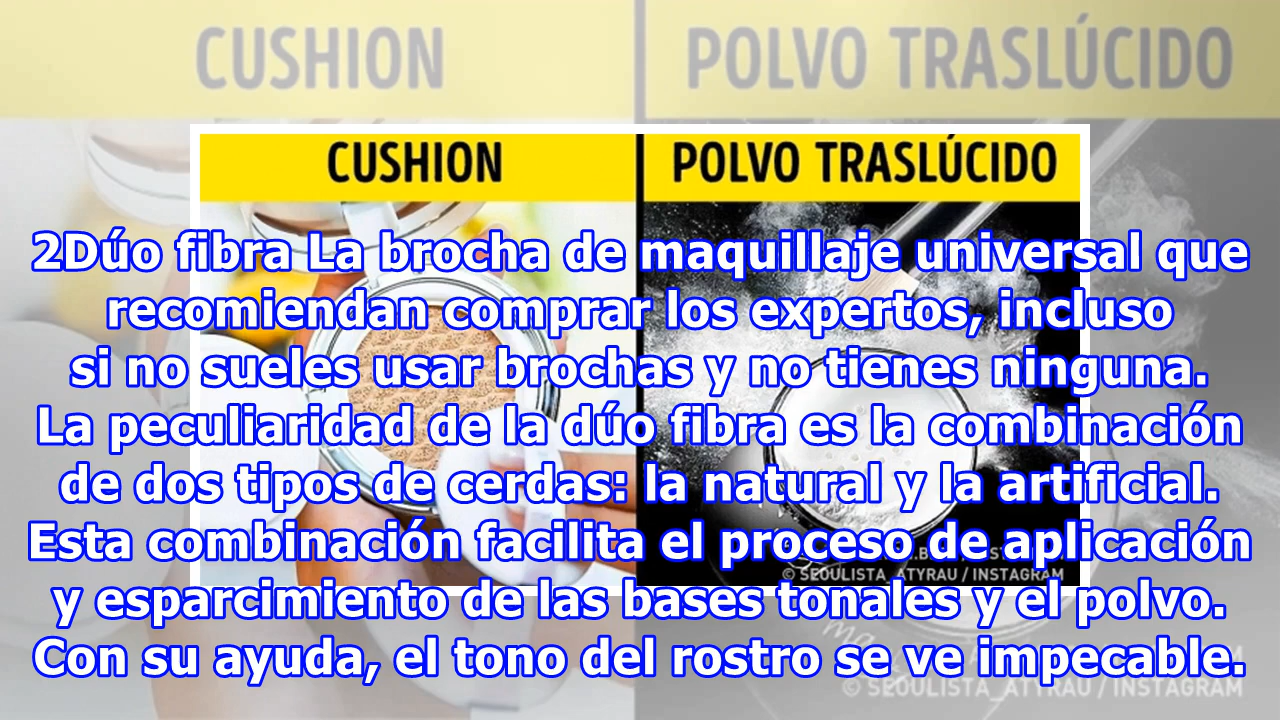 CUSHION
POLVO TRASLÚCIDO
CUSHION
POLVO TRASLÚCIDO
2Dúo fibra La brocha de maquillaje universal que
recomiendan comprar los expertos, incluso
si no sueles usar brochas y no tienes ninguna.
La peculiaridad de la dúo fibra es la combinación
de dos tipos de cerdas: la natural y la artificial.
Esta combinación facilita el proceso de aplicación
y esparcimiento de las bases tonales y el polvo.
Con su ayuda, el tono del rostro se ve impecable.
© SEOULISTA_ATYRAU / INSTAGRAM
© SEOULISTA_ATYRAU / INSTAGRAM